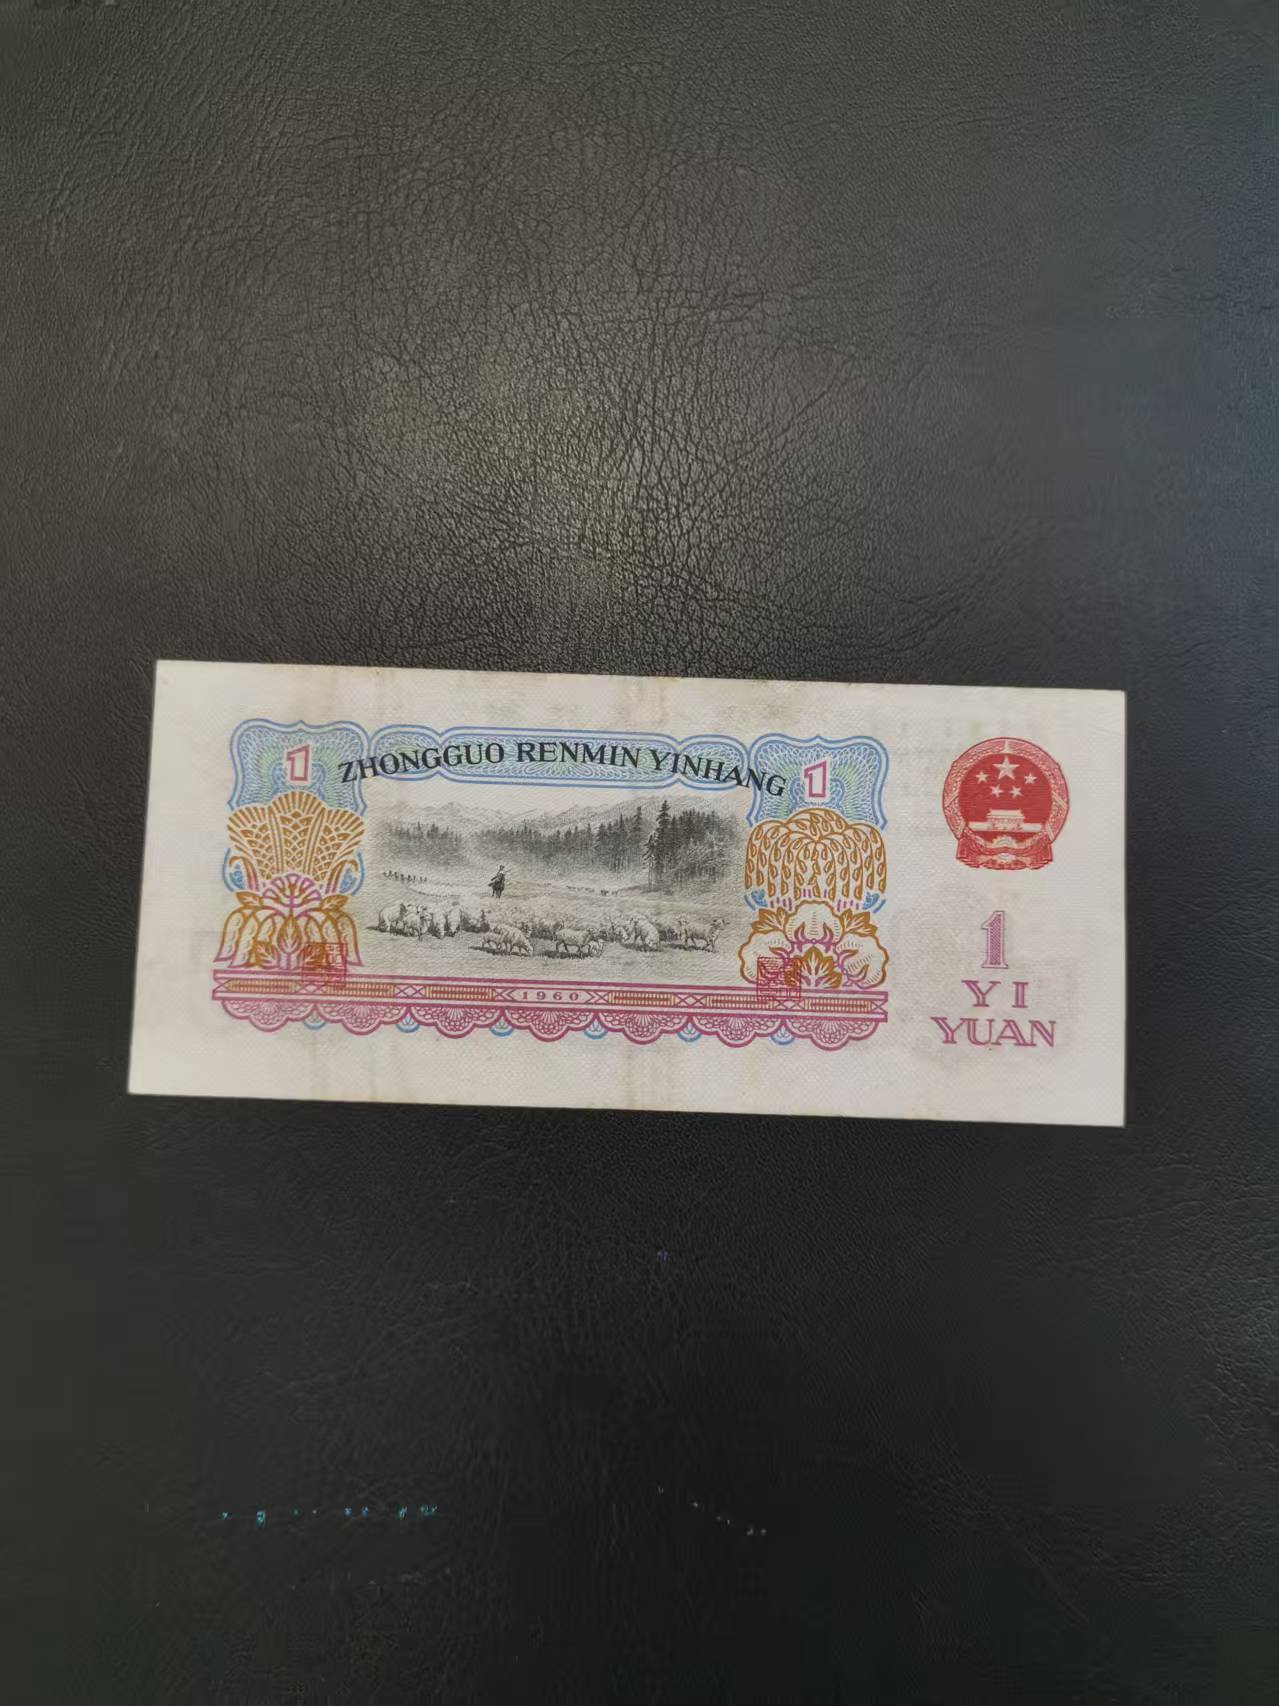 1
ZHONGGUO RENMIN YINHANG
1
1960
1
YI
YUAN